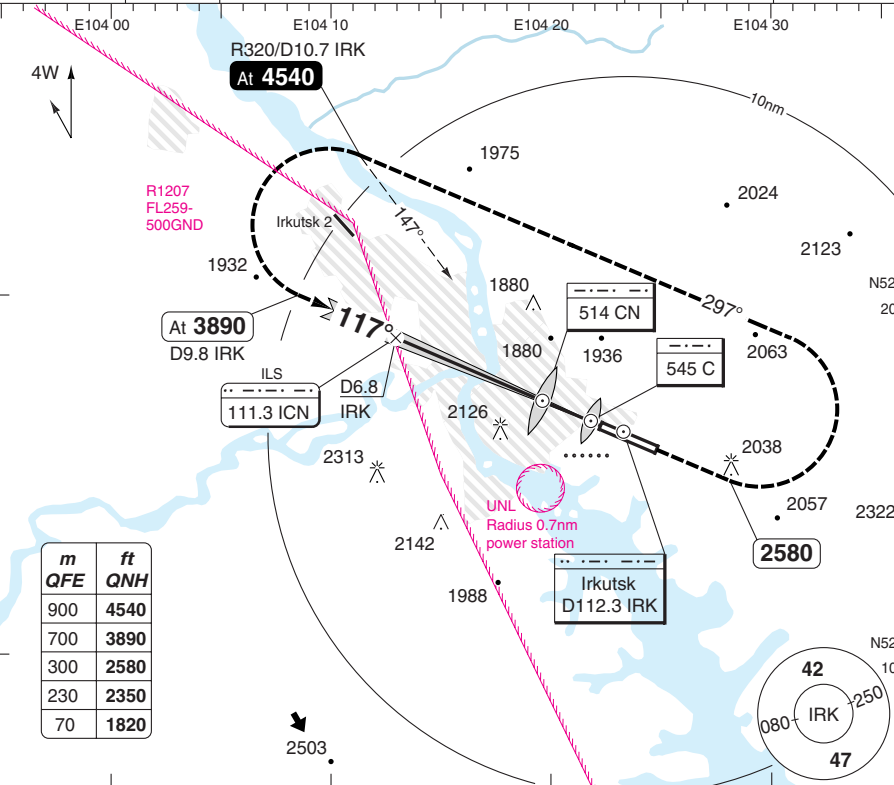 E104 00
E104 10
E104 20
E104 30
R320/D10.7 IRK
At 4540
4W
10nm
1975
R1207
FL259-
500GND
2024
Irkutsk 2
147°
2123
1932
1880
N52
20
514 CN
297°
At 3890
D9.8 IRK
117°
1880
1936
2063
545 C
ILS
111.3 ICN
D6.8
IRK
2126
2038
2313
UNL
Radius 0.7nm
power station
2057
2322
2142
2580
m
QFE
ft
QNH
900 4540
700 3890
300 2580
230 2350
70 1820
Irkutsk
D112.3 IRK
1988
N52
10
42
080
IRK
250
47
2503